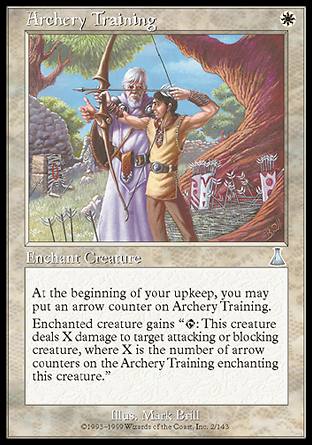 Archery Training
Enchant Creature
At the beginning of your upkeep, you may
put an arrow counter on Archery Training.
Enchanted creature gains “: This creature
deals X damage to target attacking or blocking
creature, where X is the number of arrow
counters on the Archery Training enchanting
this creature.”
Illus. Mark Brill
©1993–1999 Wizards of the Coast, Inc. 2/143